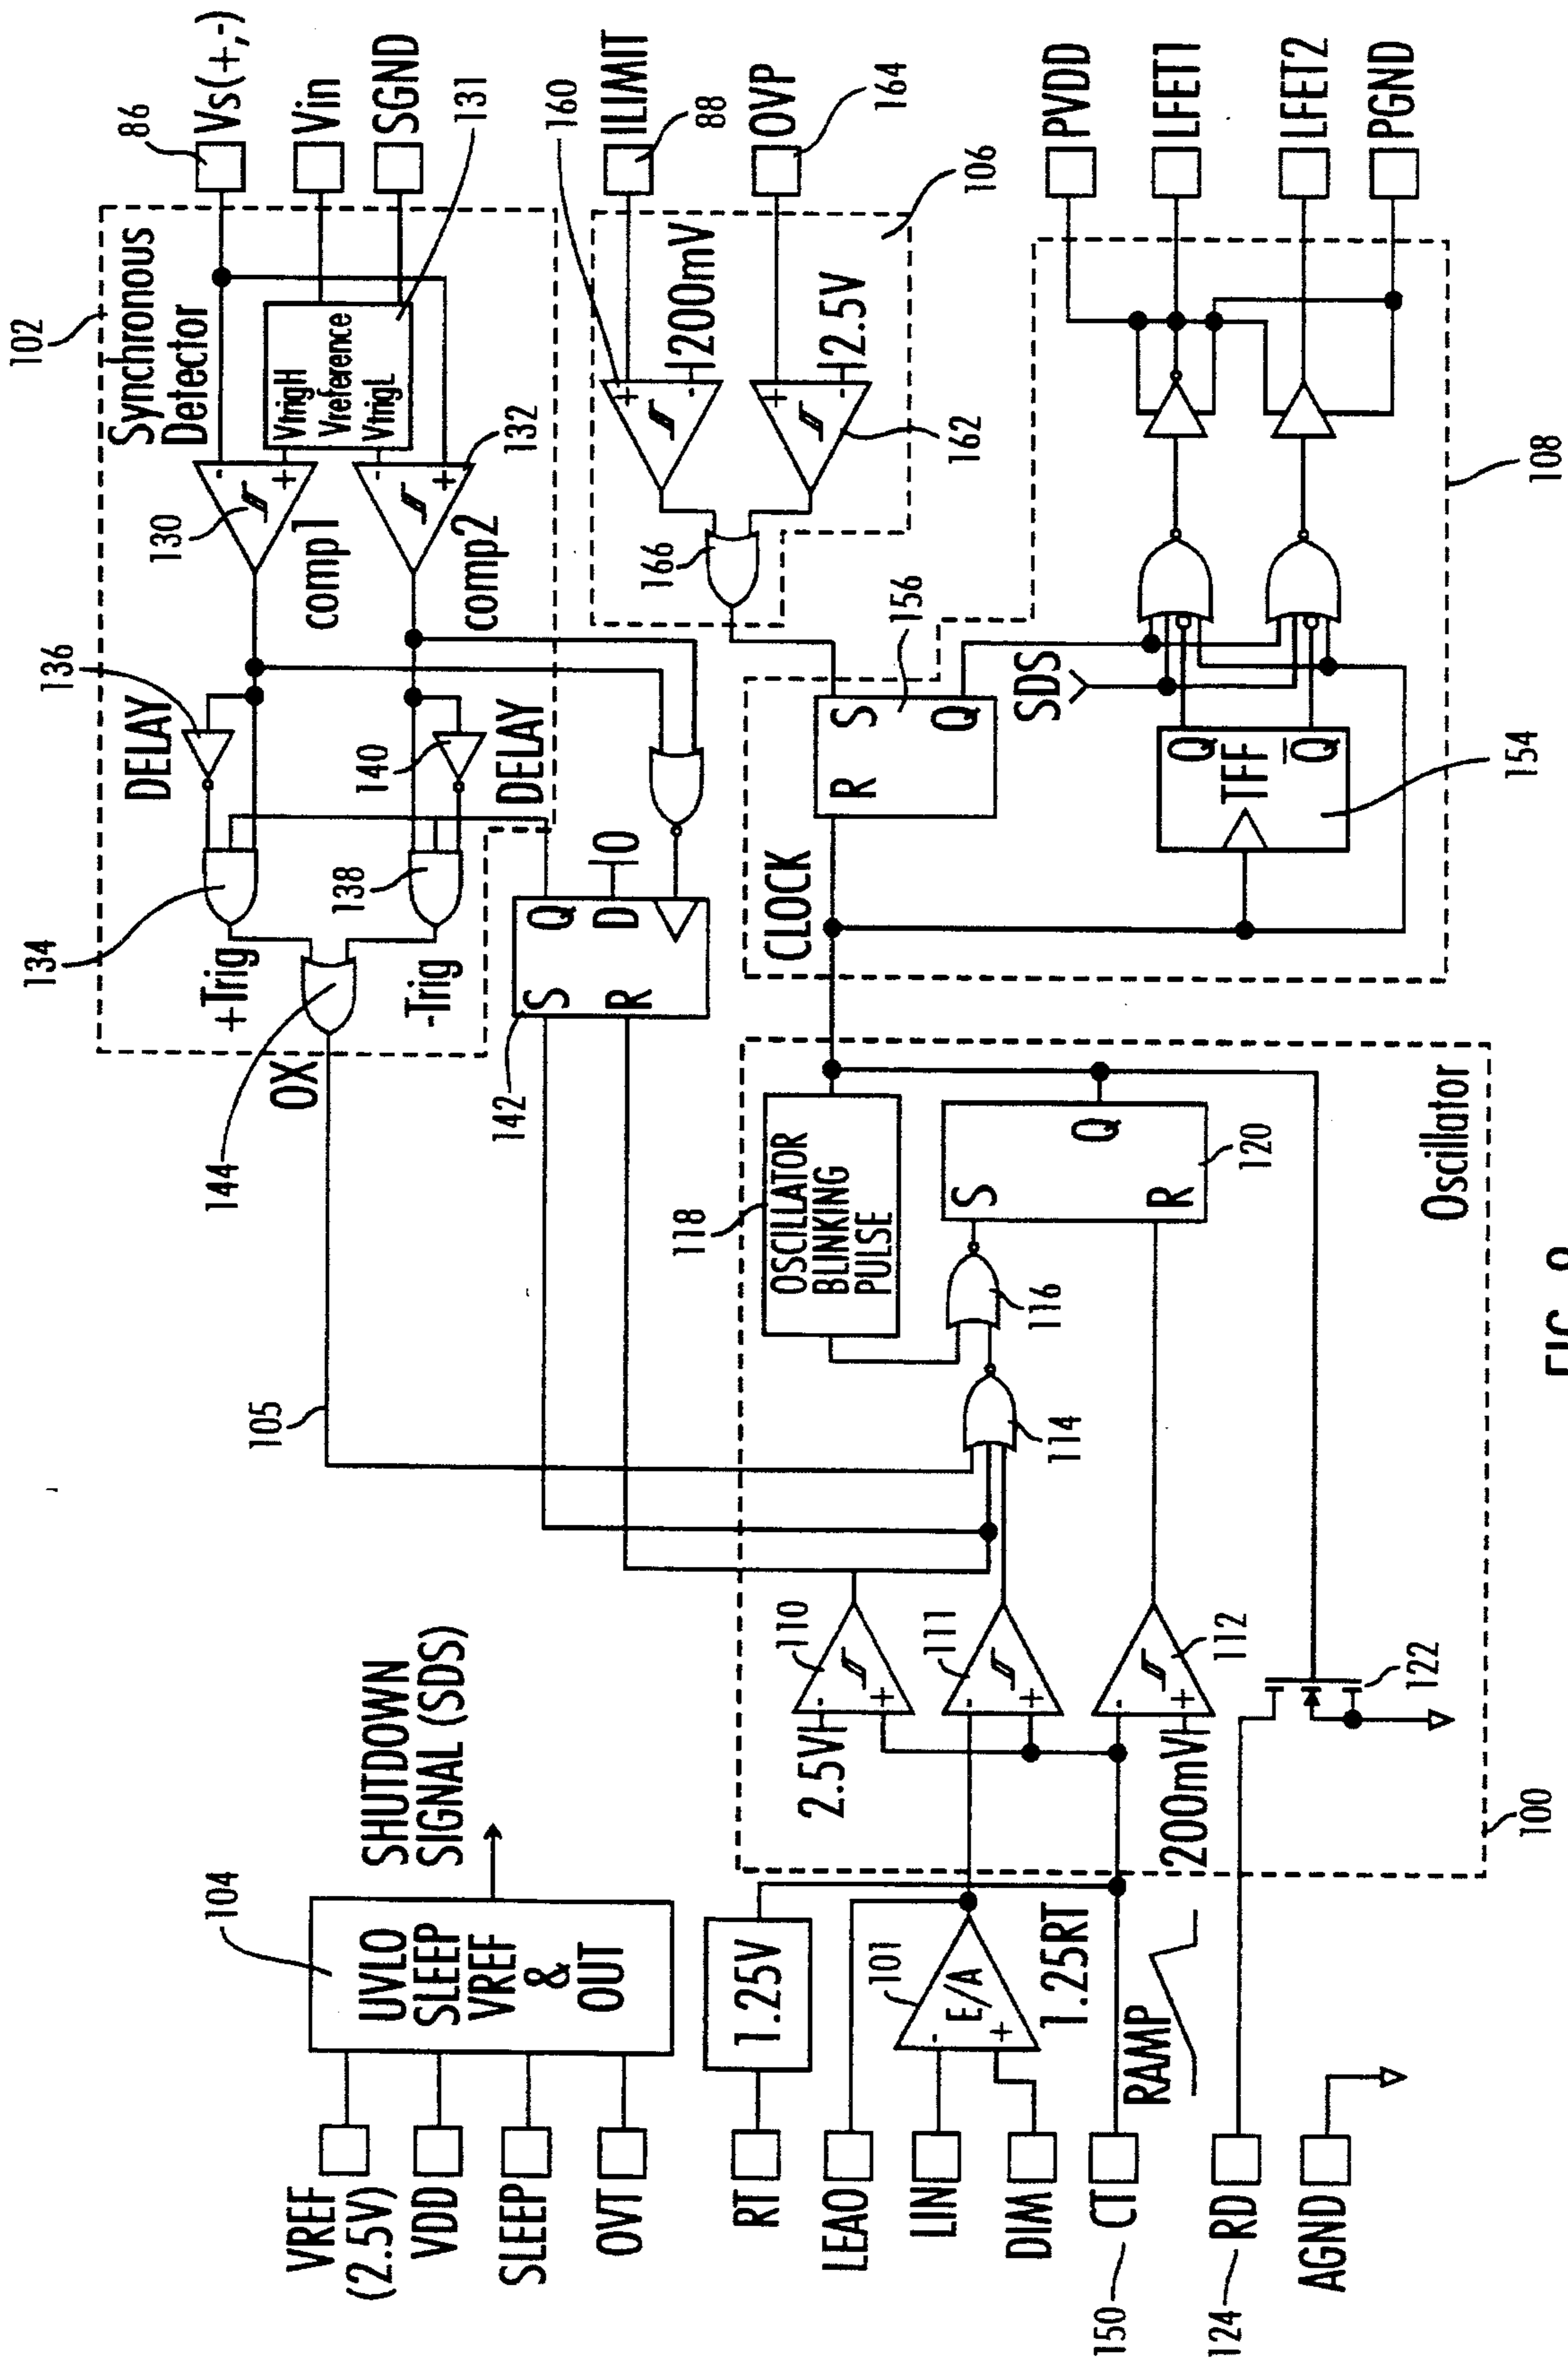 VREF
(2.5V)
VDD
SLEEP
OVT
104
UVLO
SLEEP
VREF
&
OUT
SHUTDOWN
SIGNAL (SDS)
RT
1.25V
LEAO
LIN
DIM
101
-
E/A
+
1.25RT
CT
150
RAMP
RD
124
AGND
100
2.5V
-
+
110
-
+
111
200mV
-
+
112
122
114
116
118
OSCILLATOR
BLINKING
PULSE
S
Q
R
120
Oscillator
105
OX
144
+Trig
-Trig
134
138
DELAY
136
140
DELAY
142
S
Q
D
R
0
102
Synchronous
Detector
130
-
+
comp1
-
+
comp2
132
VtrigH
Vreference
VtrigL
131
86
Vs(+,-)
Vin
SGND
160
+
-
200mV
ILIMIT
88
+
-
2.5V
162
OVP
164
166
106
CLOCK
R
S
Q
156
SDS
Q
TFF
Q
154
108
PVDD
LFET1
LFET2
PGND